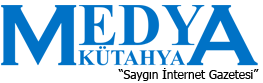 MEDYA
KÜTAHYA
“Saygın İnternet Gazetesi”